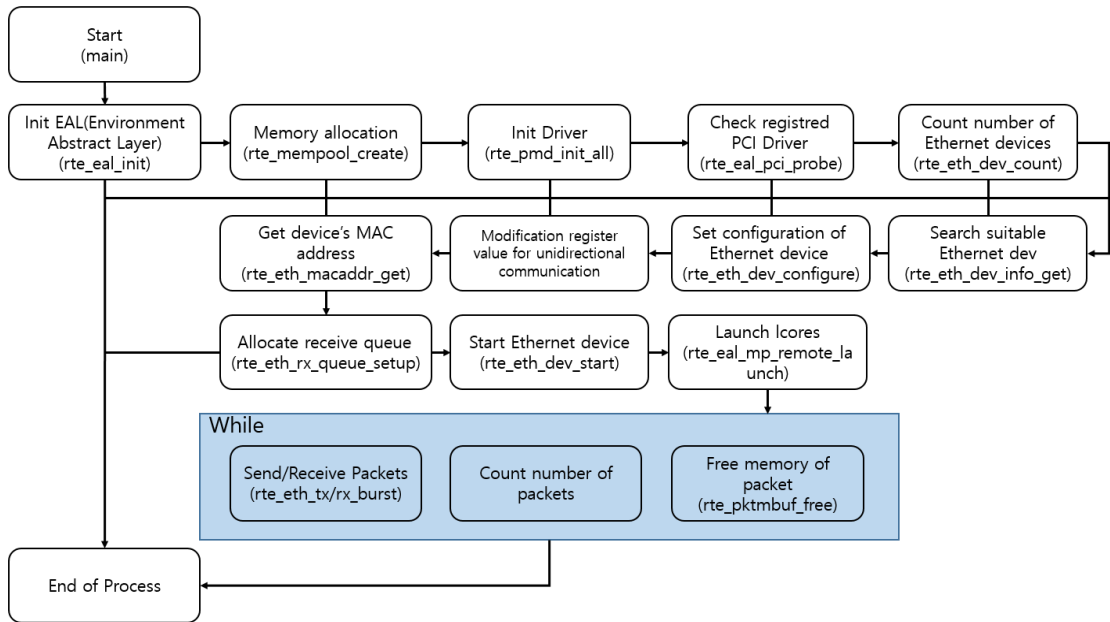 Start
(main)
Init EAL(Environment
Abstract Layer)
(rte_eal_init)
Memory allocation
(rte_mempool_create)
Init Driver
(rte_pmd_init_all)
Check registred
PCI Driver
(rte_eal_pci_probe)
Count number of
Ethernet devices
(rte_eth_dev_count)
Get device's MAC
address
(rte_eth_macaddr_get)
Modification register
value for unidirectional
communication
Set configuration of
Ethernet device
(rte_eth_dev_configure)
Search suitable
Ethernet dev
(rte_eth_dev_info_get)
Allocate receive queue
(rte_eth_rx_queue_setup)
Start Ethernet device
(rte_eth_dev_start)
Launch lcores
(rte_eal_mp_remote_la
unch)
While
Send/Receive Packets
(rte_eth_tx/rx_burst)
Count number of
packets
Free memory of
packet
(rte_pktmbuf_free)
End of Process